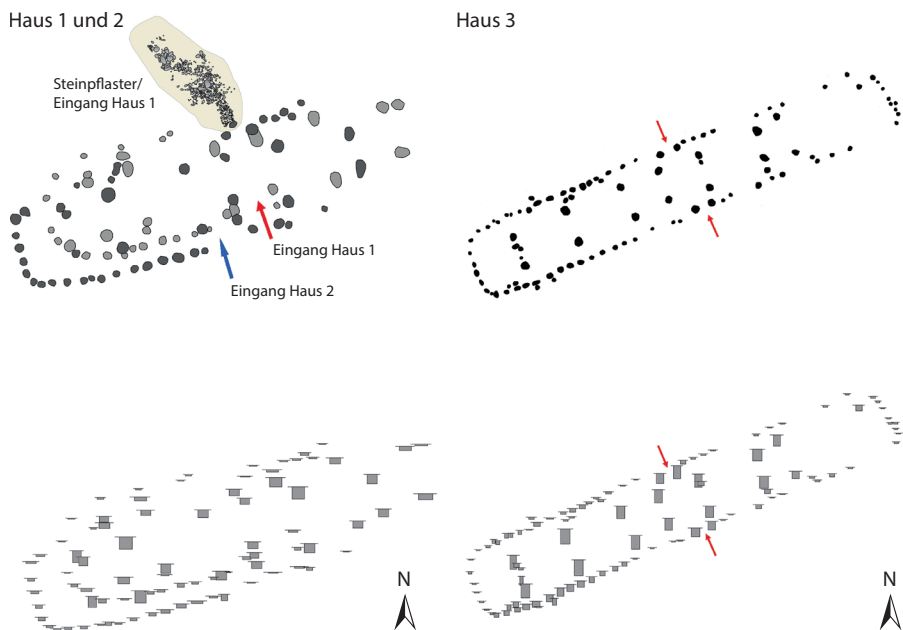 Haus 1 und 2
Haus 3
Steinpflaster/
Eingang Haus 1
Eingang Haus 1
Eingang Haus 2
N
N